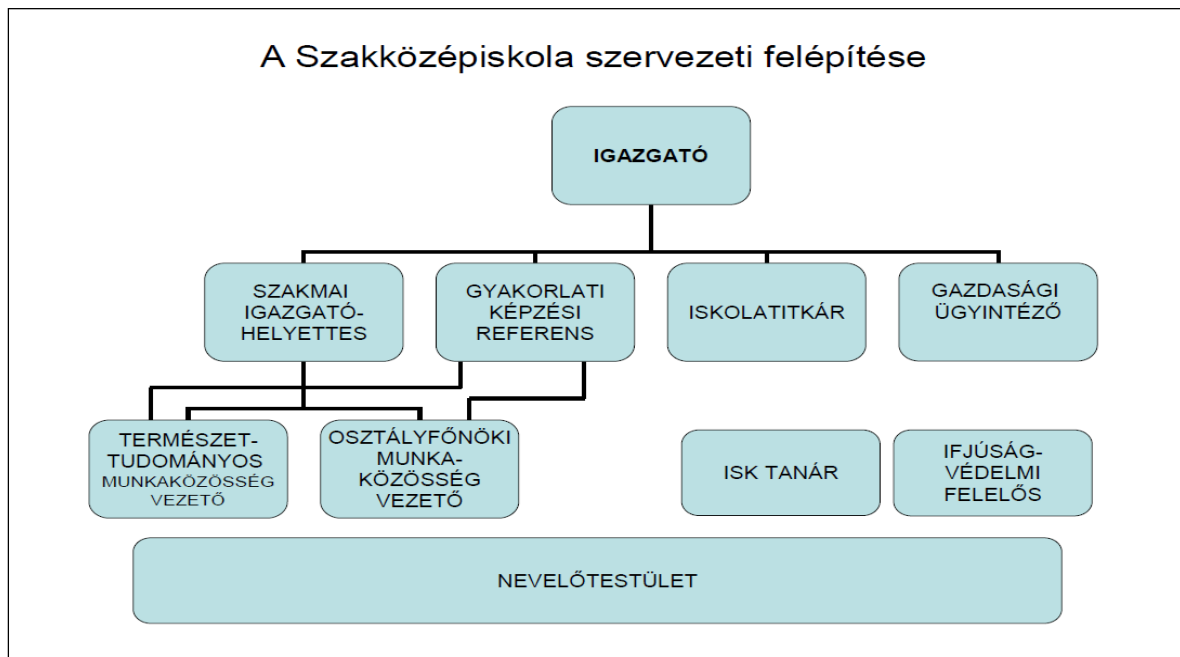 A Szakközépiskola szervezeti felépítése
IGAZGATÓ
SZAKMAI
IGAZGATÓ-
HELYETTES
GYAKORLATI
KÉPZÉSI
REFERENS
ISKOLATITKÁR
GAZDASÁGI
ÜGYINTÉZŐ
TERMÉSZET-
TUDOMÁNYOS
MUNKAKÖZÖSSÉG
VEZETŐ
OSZTÁLYFŐNÖKI
MUNKA-
KÖZÖSSÉG
VEZETŐ
ISK TANÁR
IFJÚSÁG-
VÉDELMI
FELELŐS
NEVELŐTESTÜLET